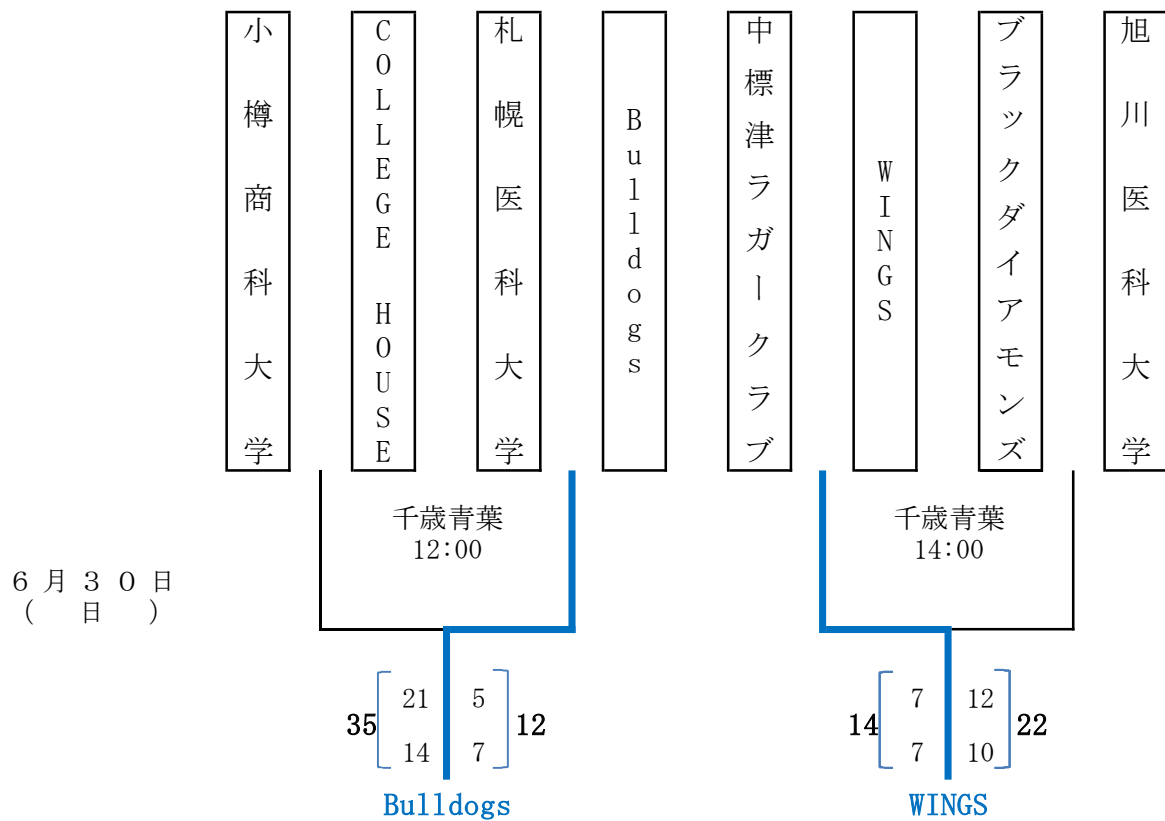 小樽商科大学
COLLEGE HOUSE
札幌医科大学
Bulldogs
中標津ラガークラブ
WINGS
ブラックダイアモンズ
旭川医科大学
千歳青葉
12:00
千歳青葉
14:00
6月30日
(日)
35 21 5 12
14 7
14 7 12 22
7 10
Bulldogs
WINGS